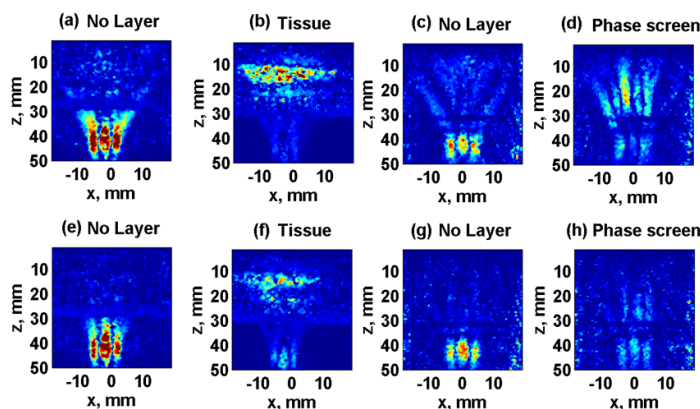 (a) No Layer
(b) Tissue
(c) No Layer
(d) Phase screen
z, mm
10
20
30
40
50
-10 0 10
x, mm
z, mm
10
20
30
40
50
-10 0 10
x, mm
z, mm
10
20
30
40
50
-10 0 10
x, mm
z, mm
10
20
30
40
50
-10 0 10
x, mm
(e) No Layer
(f) Tissue
(g) No Layer
(h) Phase screen
z, mm
10
20
30
40
50
-10 0 10
x, mm
z, mm
10
20
30
40
50
-10 0 10
x, mm
z, mm
10
20
30
40
50
-10 0 10
x, mm
z, mm
10
20
30
40
50
-10 0 10
x, mm